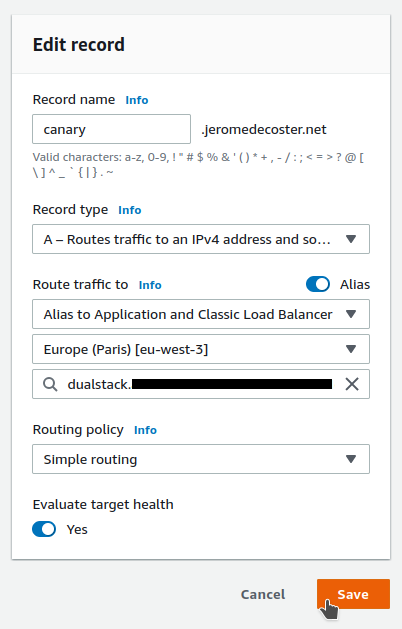 Edit record
Record name Info
canary .jeromedecoster.net
Valid characters: a-z, 0-9, ! " # $ % & ' ( ) * + , - / : ; < = > ? @ [
\ ] ^ _ ` { | } . ~
Record type Info
A – Routes traffic to an IPv4 address and so...
Route traffic to Info Alias
Alias to Application and Classic Load Balancer
Europe (Paris) [eu-west-3]
dualstack.
Routing policy Info
Simple routing
Evaluate target health
Yes
Cancel Save